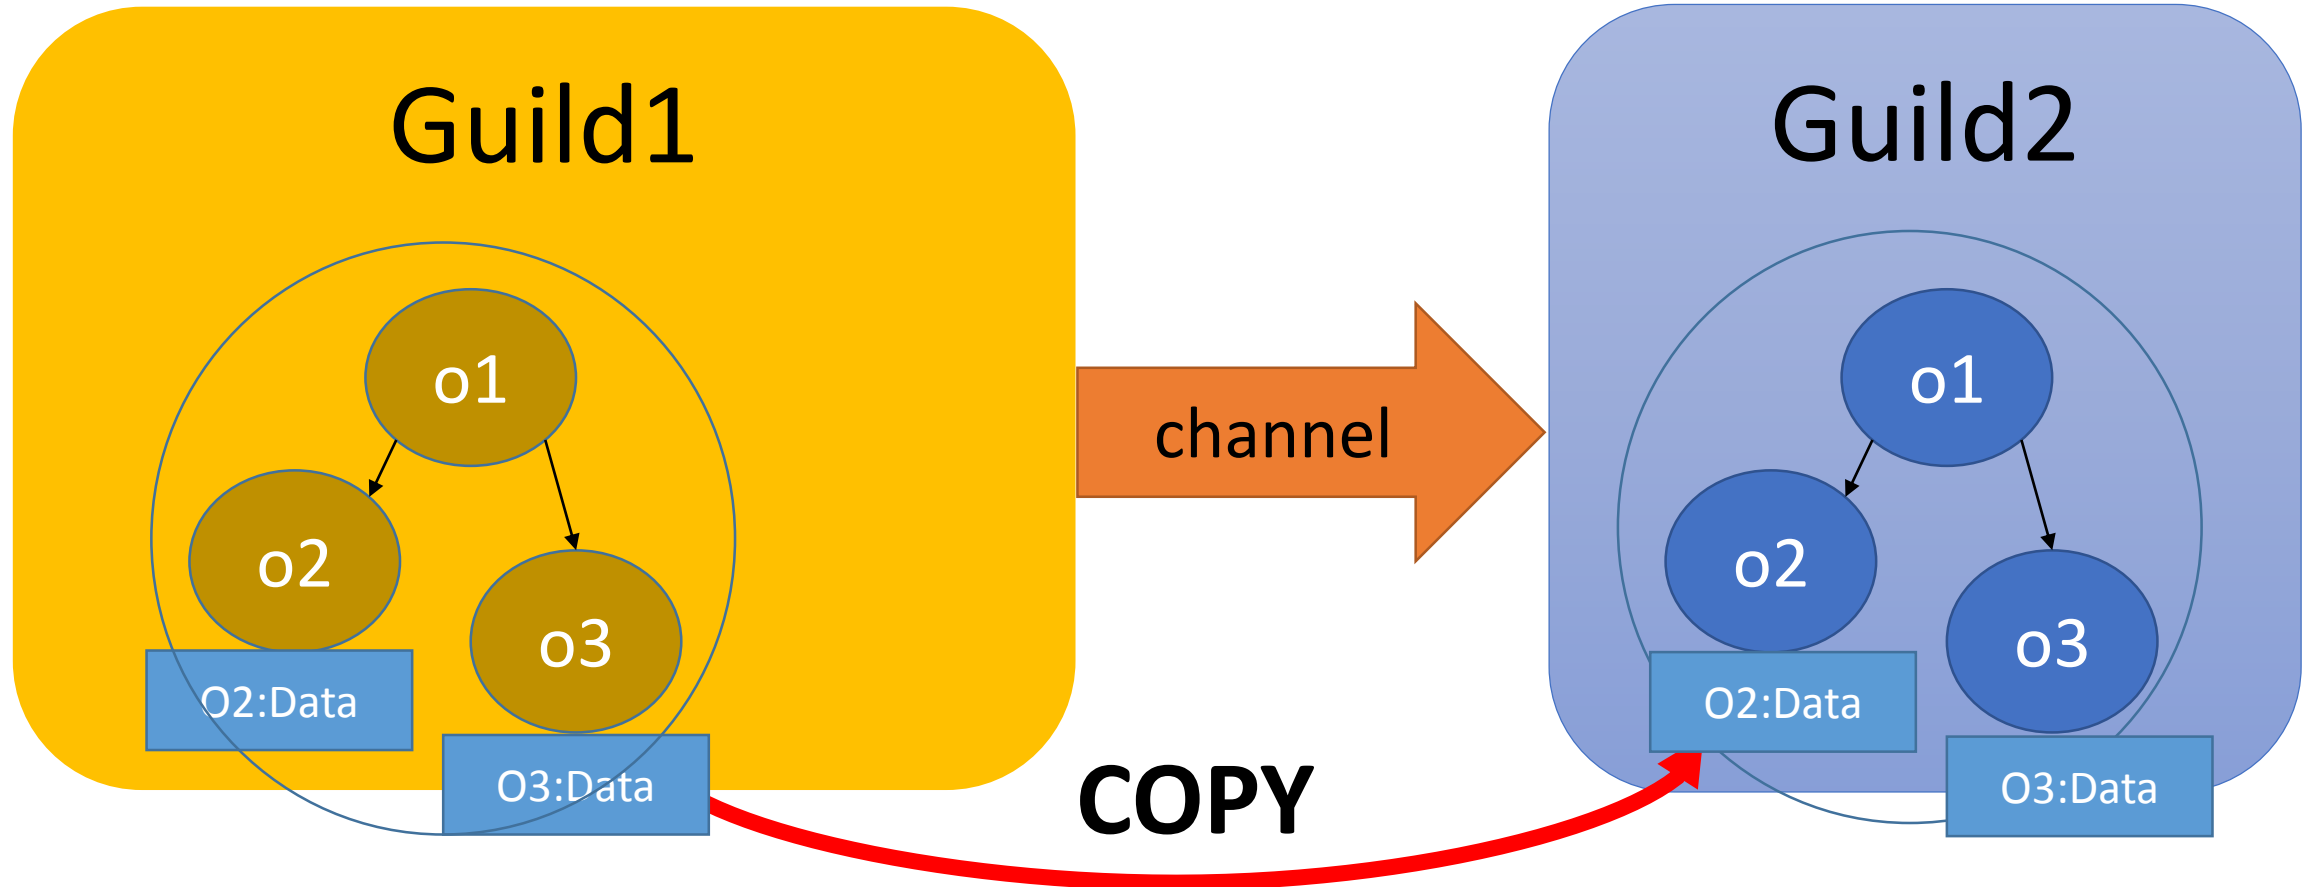 Guild1
o1
o2
o3
O2:Data
O3:Data
channel
COPY
Guild2
o1
o2
o3
O2:Data
O3:Data